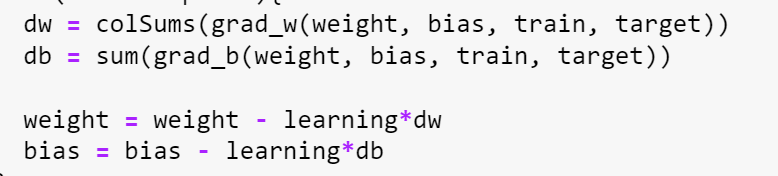 dw = colSums(grad_w(weight, bias, train, target))
db = sum(grad_b(weight, bias, train, target))
weight = weight - learning*dw
bias = bias - learning*db